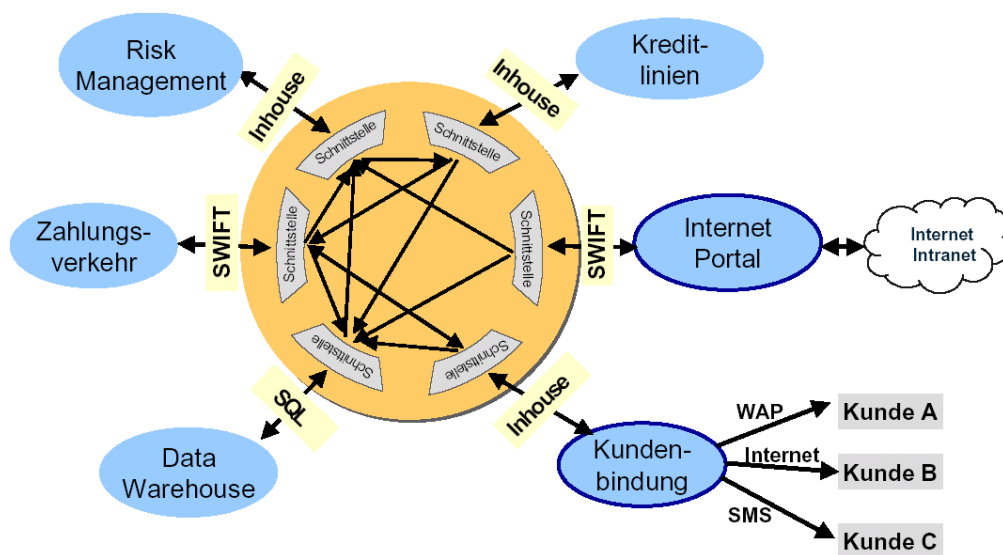 Risk
Management
Inhouse
Schnittstelle
Inhouse
Kredit-
linien
Schnittstelle
Zahlungs-
verkehr
SWIFT
Schnittstelle
Schnittstelle
SWIFT
Internet
Portal
Internet
Intranet
Schnittstelle
SQL
Data
Warehouse
Schnittstelle
Inhouse
Kunden-
bindung
WAP
Kunde A
Internet
Kunde B
SMS
Kunde C